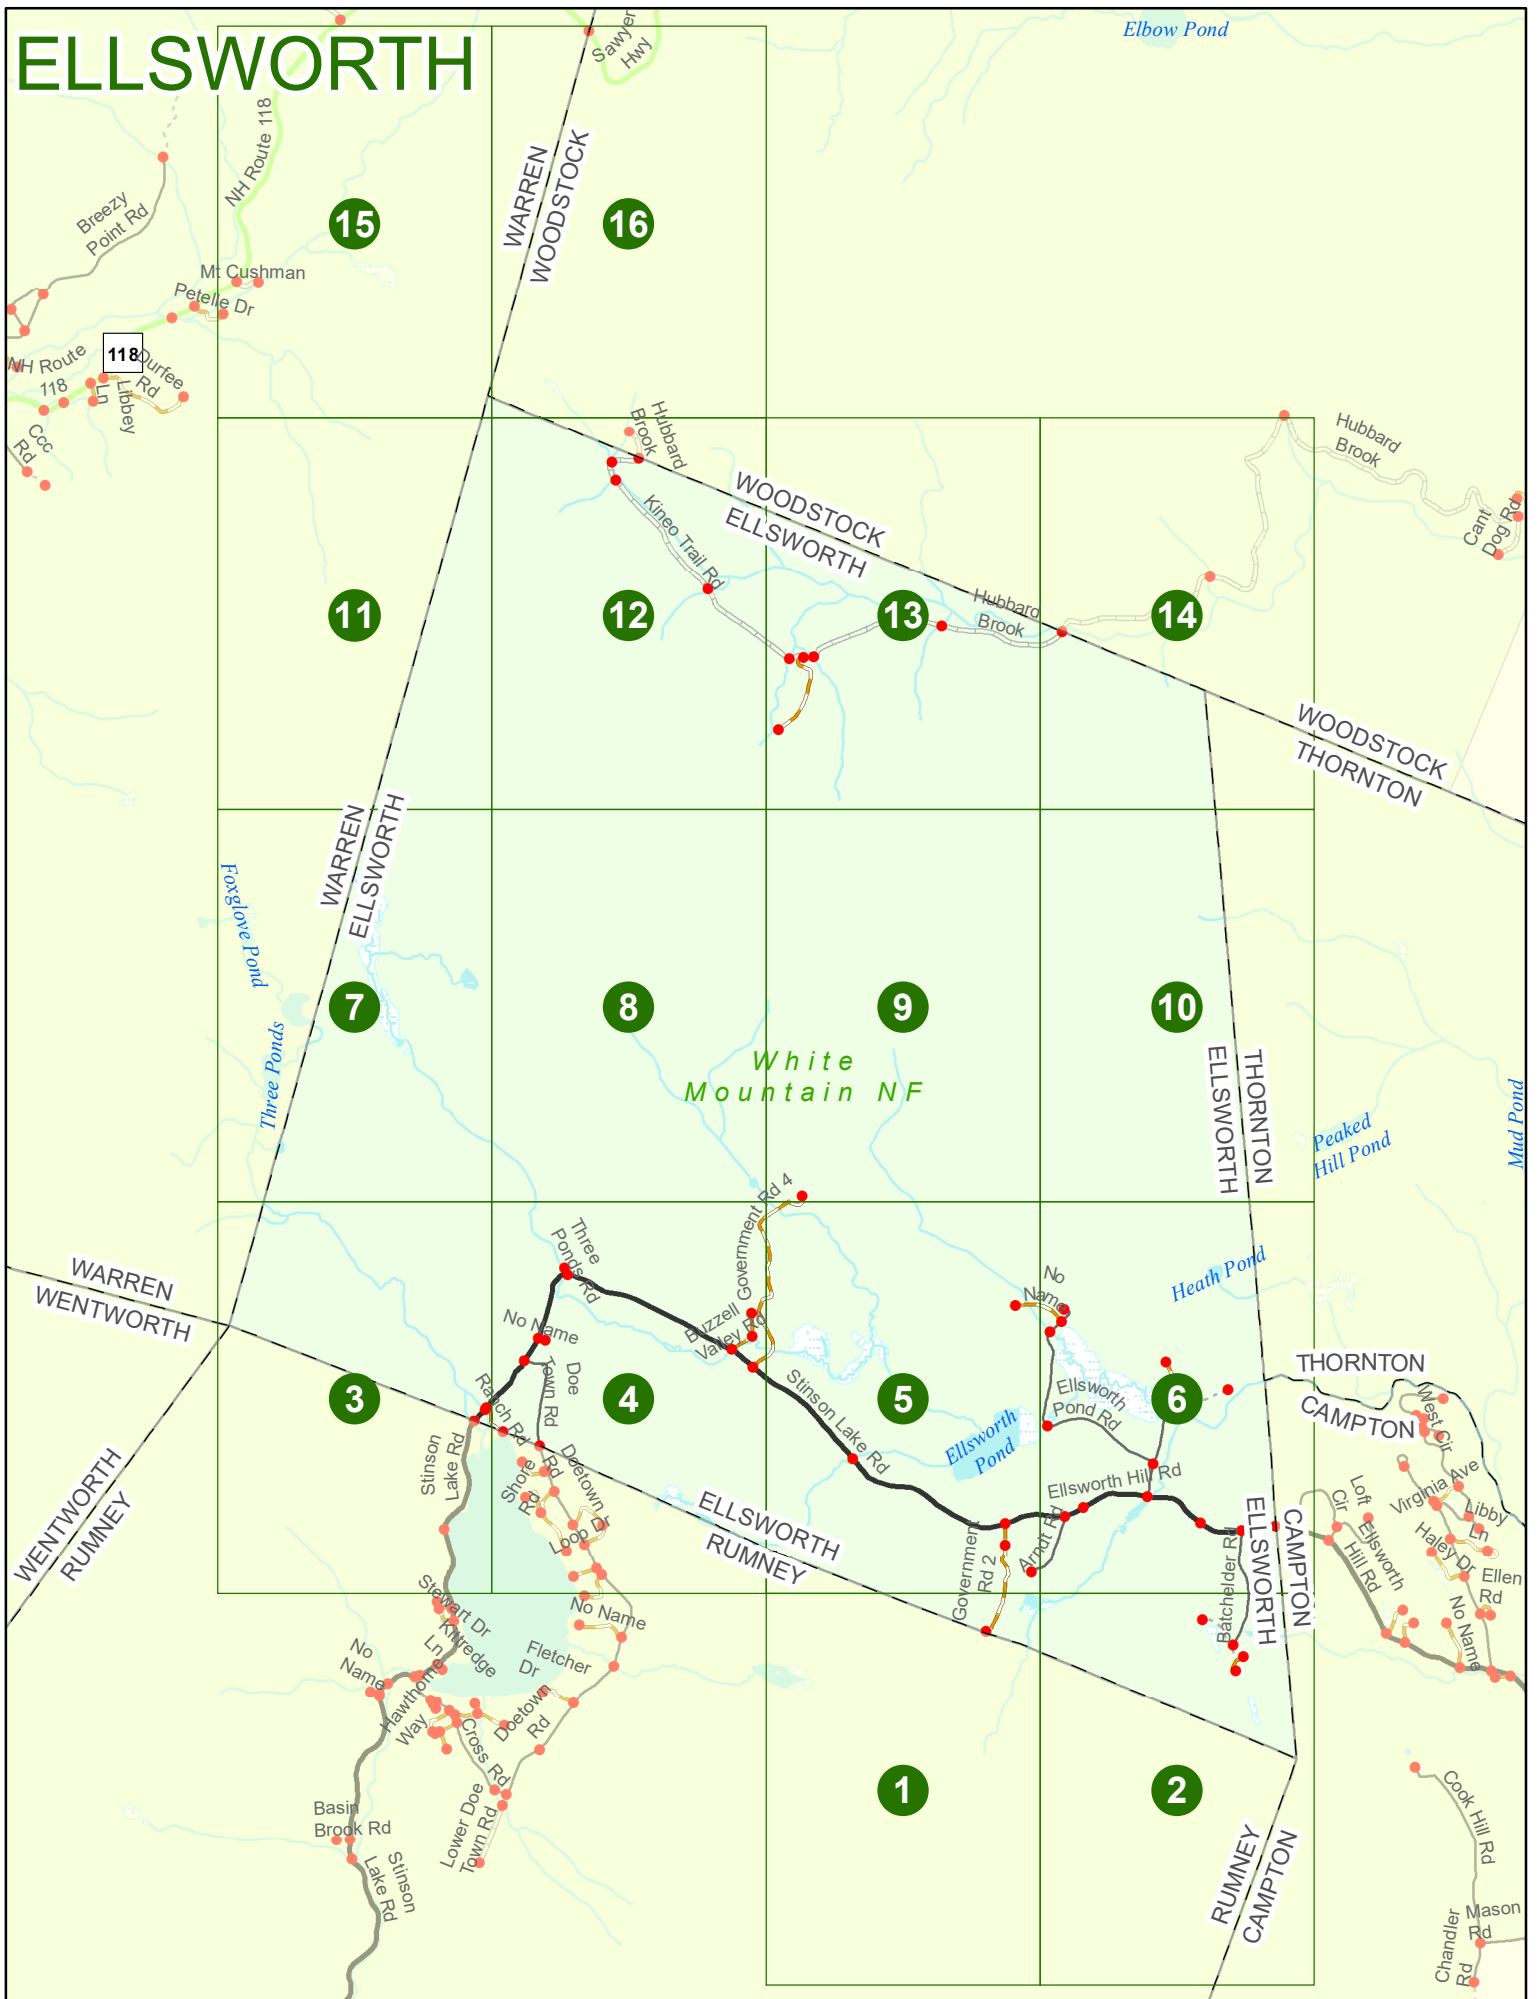 ELLSWORTH
Elbow Pond
Sawyer
Hwy
NH Route 118
WARREN
WOODSTOCK
15
16
Breezy
Point Rd
Mt Cushman
Petelle Dr
118
NH Route
118
Durfee
Rd
Libbey
Ln
Ccc
Rd
Hubbard
Brook
Hubbard
Brook
WOODSTOCK
ELLSWORTH
Cant
Dog Rd
Kineo Trail Rd
11
12
13
14
Hubbard
Brook
WOODSTOCK
THORNTON
WARREN
ELLSWORTH
Foxglove Pond
7
8
9
10
White
Mountain NF
Three Ponds
THORNTON
ELLSWORTH
Peaked
Hill Pond
Mud Pond
Government Rd 4
Three
Ponds Rd
WARREN
WENTWORTH
Heath Pond
No
Name
No Name
Buzzell
Valley Rd
Doe
Town Rd
Ranch Rd
3
4
5
6
Stinson Lake Rd
Ellsworth
Pond Rd
Ellsworth
Pond
THORNTON
CAMPTON
West Cir
Stinson
Lake Rd
Shore
Rd
Doetown
Rd
Loop Dr
ELLSWORTH
RUMNEY
Ellsworth Hill Rd
Government
Rd 2
Arndt Rd
Batchelder Rd
ELLSWORTH
CAMPTON
Loft
Cir
Ellsworth
Hill Rd
Virginia Ave
Libby
Ln
Haley Dr
Ellen
Rd
No Name
WENTWORTH
RUMNEY
Stewart Dr
Kittredge
Ln
No Name
No
Name
Hawthorne
Way
Fletcher
Dr
Doetown
Rd
Cross Rd
1
2
Basin
Brook Rd
Lower Doe
Town Rd
Stinson
Lake Rd
RUMNEY
CAMPTON
Cook Hill Rd
Mason
Rd
Chandler
Rd